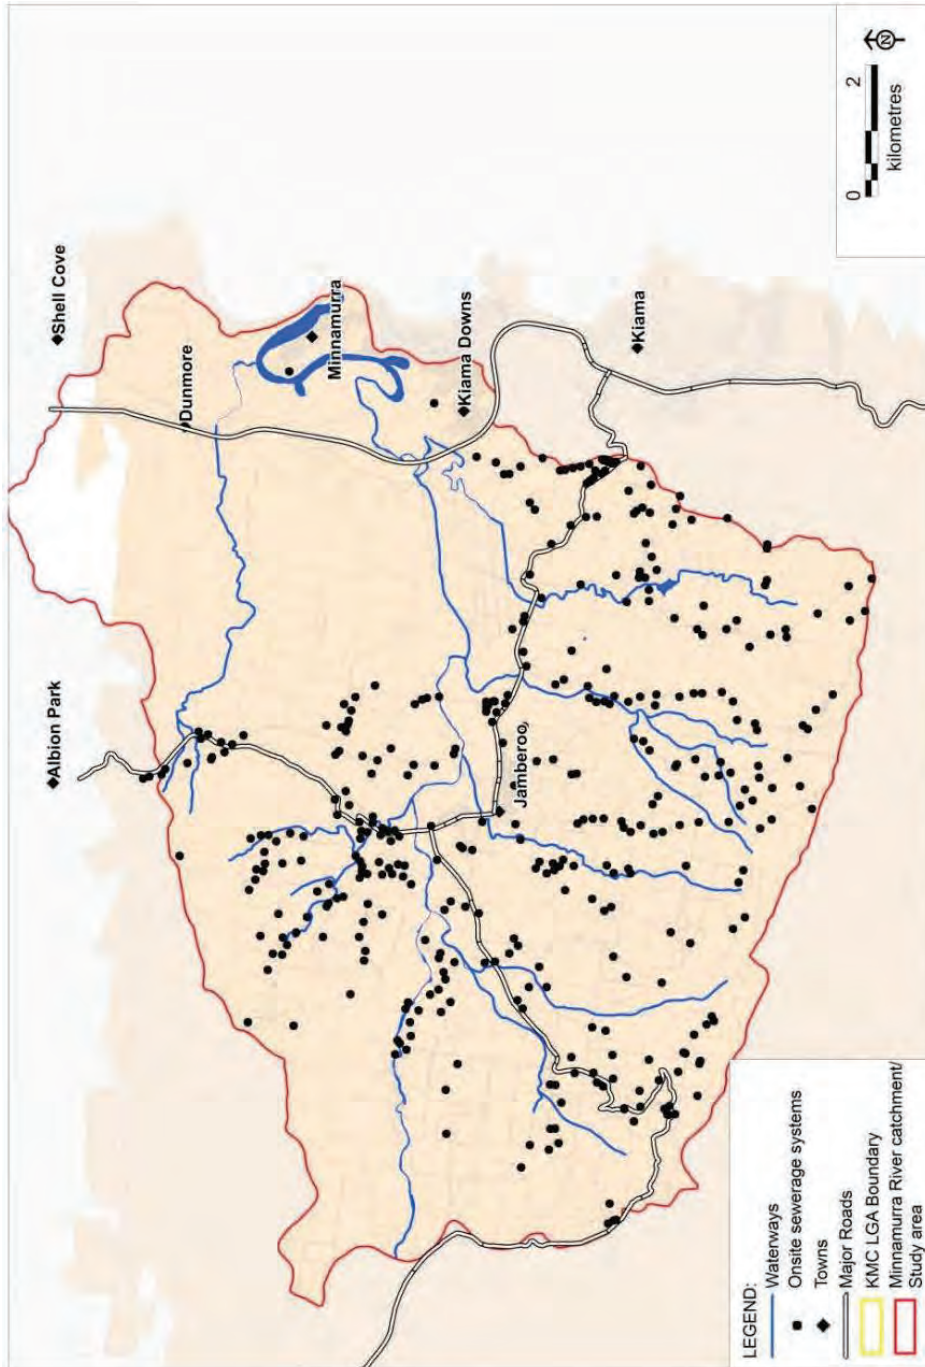 Shell Cove
Albion Park
Dunmore
Minnamurra
Kiama Downs
Kiama
Jamberoo
N
0 2
kilometres
LEGEND:
Waterways
Onsite sewerage systems
Towns
Major Roads
KMC LGA Boundary
Minnamurra River catchment/
Study area